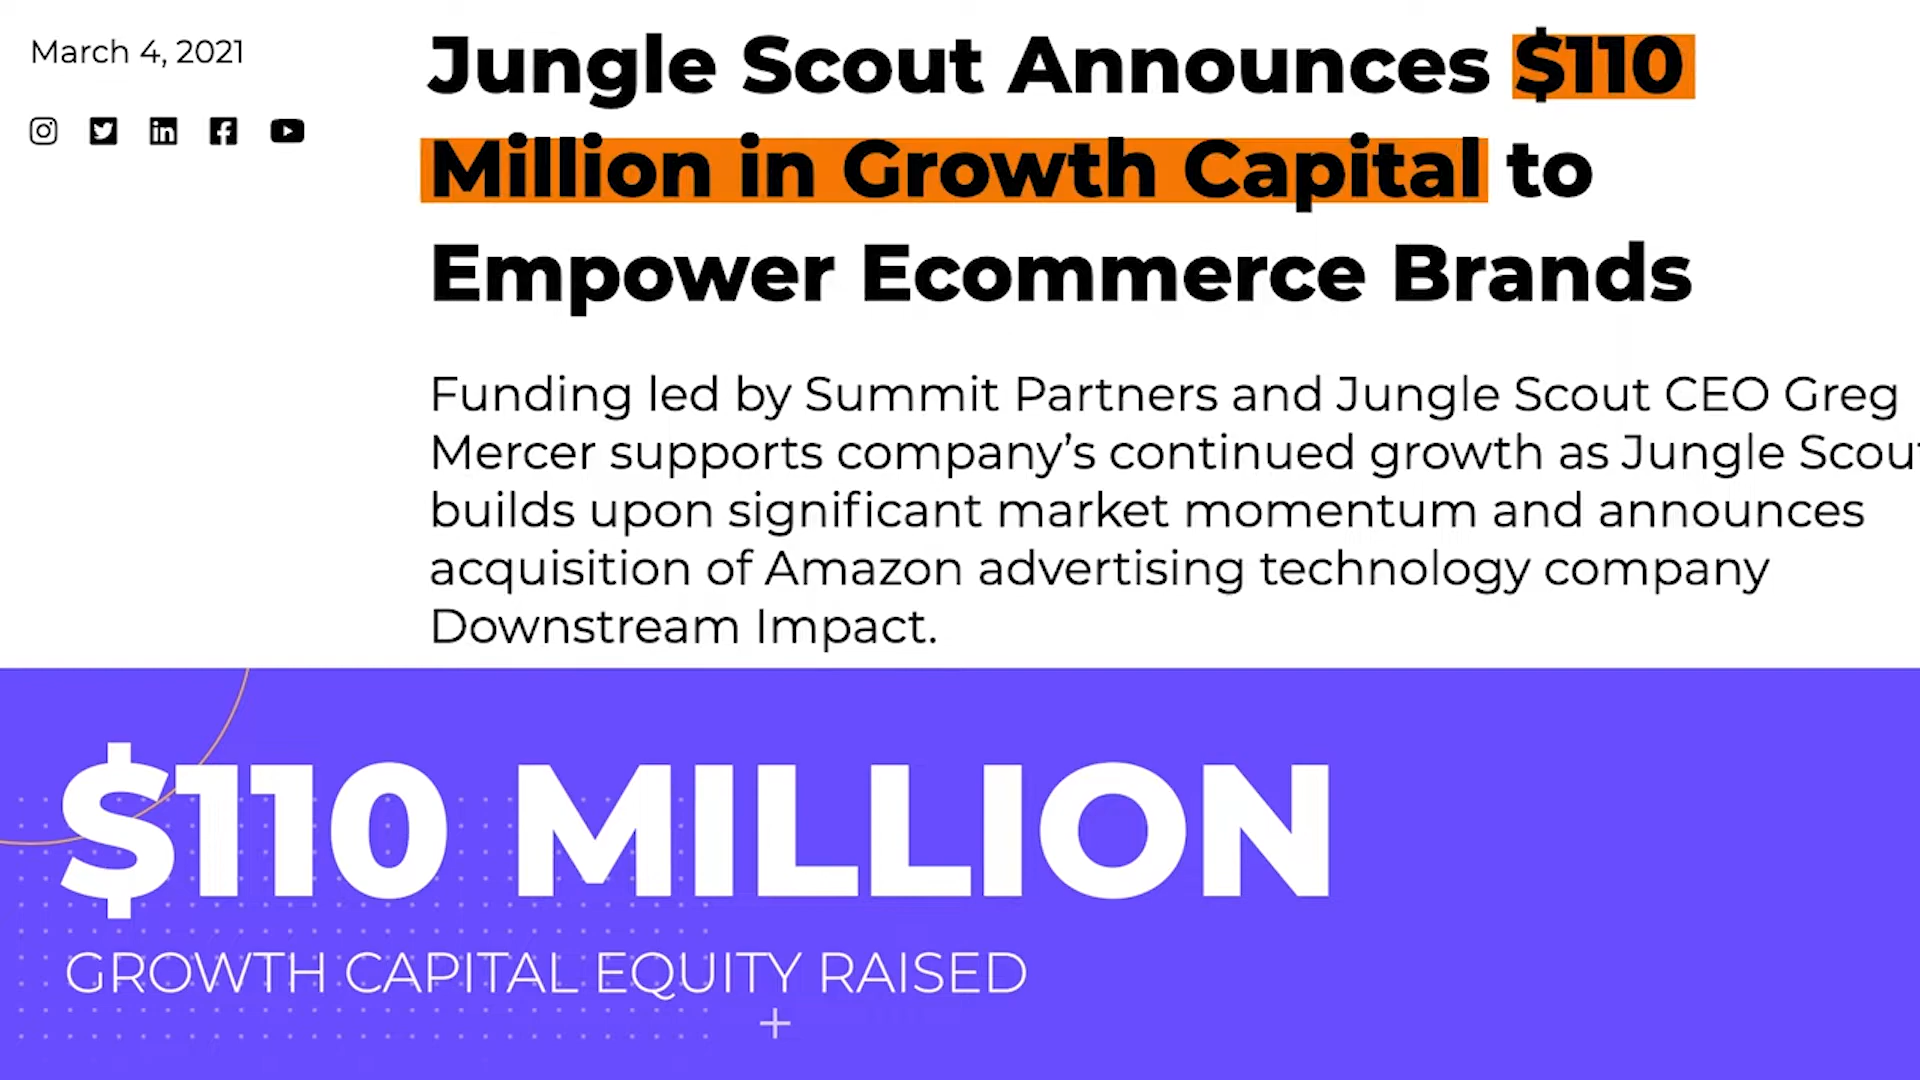 March 4, 2021
Jungle Scout Announces $110
Million in Growth Capital to
Empower Ecommerce Brands
Funding led by Summit Partners and Jungle Scout CEO Greg
Mercer supports company’s continued growth as Jungle Scout
builds upon significant market momentum and announces
acquisition of Amazon advertising technology company
Downstream Impact.
$110 MILLION
GROWTH CAPITAL EQUITY RAISED